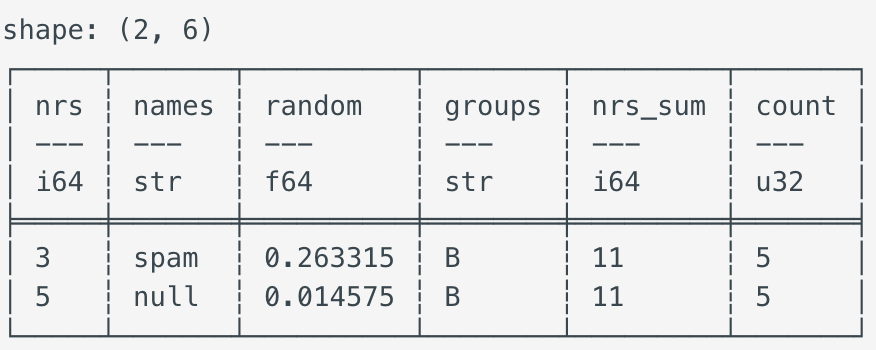 shape: (2, 6)
nrs names random groups nrs_sum count
--- --- --- --- --- ---
i64 str f64 str i64 u32
3 spam 0.263315 B 11 5
5 null 0.014575 B 11 5